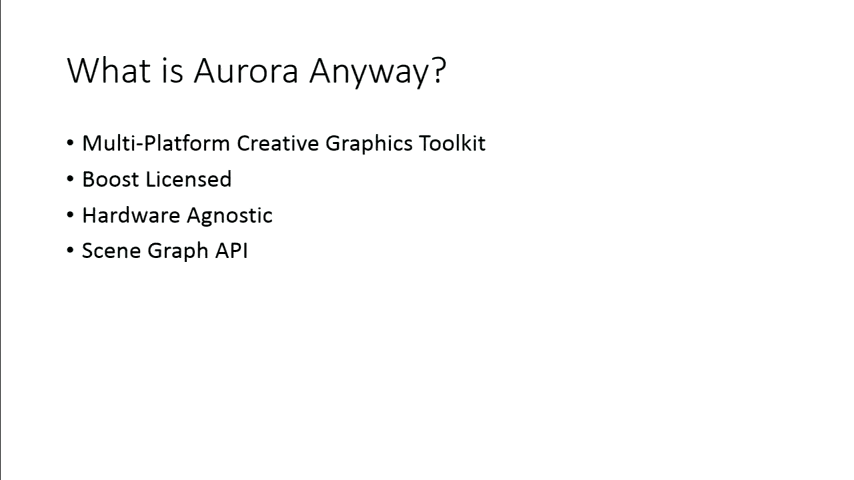 What is Aurora Anyway?
• Multi-Platform Creative Graphics Toolkit
• Boost Licensed
• Hardware Agnostic
• Scene Graph API